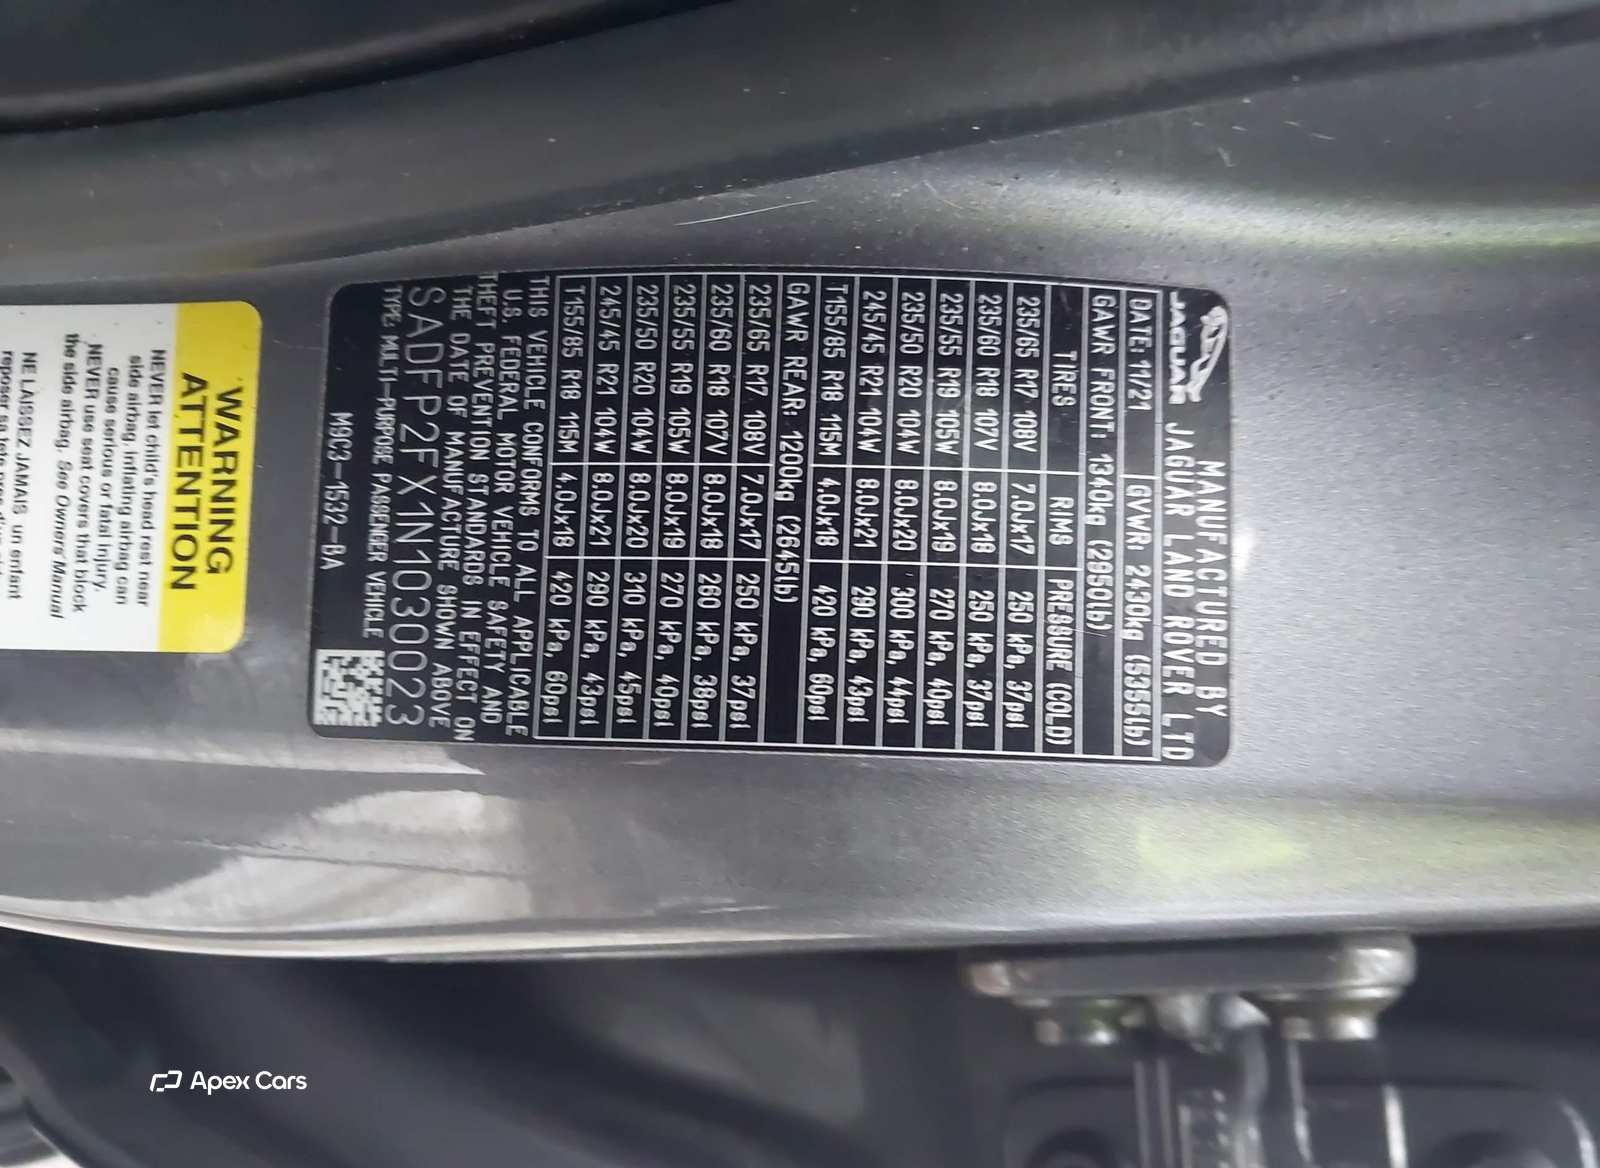 JAGUAR
MANUFACTURED BY
JAGUAR LAND ROVER LTD
DATE: 11/21 GVWR: 2430kg (5355lb)
GAWR FRONT: 1340kg (2950lb)
TIRES RIMS PRESSURE (COLD)
235/65 R17 108V 7.0Jx17 250 kPa, 37psi
235/60 R18 107V 8.0Jx18 250 kPa, 37psi
235/55 R19 105W 8.0Jx19 270 kPa, 40psi
235/50 R20 104W 8.0Jx20 300 kPa, 44psi
245/45 R21 104W 8.0Jx21 290 kPa, 43psi
T155/85 R18 115M 4.0Jx18 420 kPa, 60psi
GAWR REAR: 1200kg (2645lb)
235/65 R17 108V 7.0Jx17 250 kPa, 37psi
235/60 R18 107V 8.0Jx18 260 kPa, 38psi
235/55 R19 105W 8.0Jx19 270 kPa, 40psi
235/50 R20 104W 8.0Jx20 310 kPa, 45psi
245/45 R21 104W 8.0Jx21 290 kPa, 43psi
T155/85 R18 115M 4.0Jx18 420 kPa, 60psi
THIS VEHICLE CONFORMS TO ALL APPLICABLE
U.S. FEDERAL MOTOR VEHICLE SAFETY AND
THEFT PREVENTION STANDARDS IN EFFECT ON
THE DATE OF MANUFACTURE SHOWN ABOVE
SADFP2FX1N1030023
TYPE: MULTI-PURPOSE PASSENGER VEHICLE
M9C3-1532-BA
WARNING
ATTENTION
NEVER let child's head rest near
side airbag. Inflating airbag can
cause serious or fatal injury.
NEVER use seat covers that block
the side airbag. See Owners' Manual
NE LAISSEZ JAMAIS un enfant
reposer sa tete pres d'un
Apex Cars